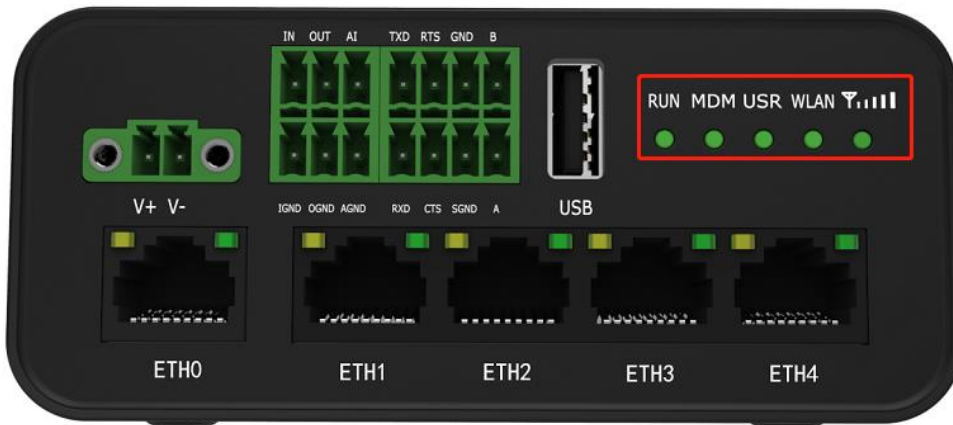 IN OUT AI TXD RTS GND B
RUN MDM USR WLAN
V+ V-
IGND OGND AGND RXD CTS SGND A
USB
ETH0 ETH1 ETH2 ETH3 ETH4